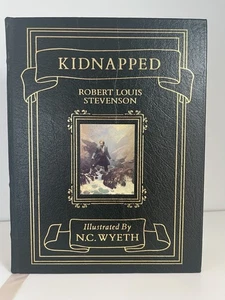 KIDNAPPED
ROBERT LOUIS
STEVENSON
Illustrated By
N.C. WYETH